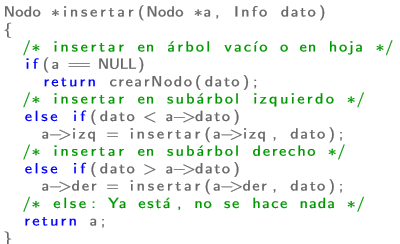 Nodo *insertar(Nodo *a, Info dato)
{
/* insertar en árbol vacío o en hoja */
if(a == NULL)
return crearNodo(dato);
/* insertar en subárbol izquierdo */
else if(dato < a->dato)
a->izq = insertar(a->izq, dato);
/* insertar en subárbol derecho */
else if(dato > a->dato)
a->der = insertar(a->der, dato);
/* else: Ya está, no se hace nada */
return a;
}